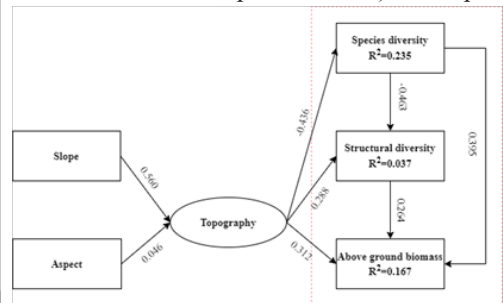 Species diversity
R²=0.235
-0.436
-0.463
0.395
Slope
0.560
Structural diversity
R²=0.037
0.288
Topography
0.264
Aspect
0.046
0.312
Above ground biomass
R²=0.167